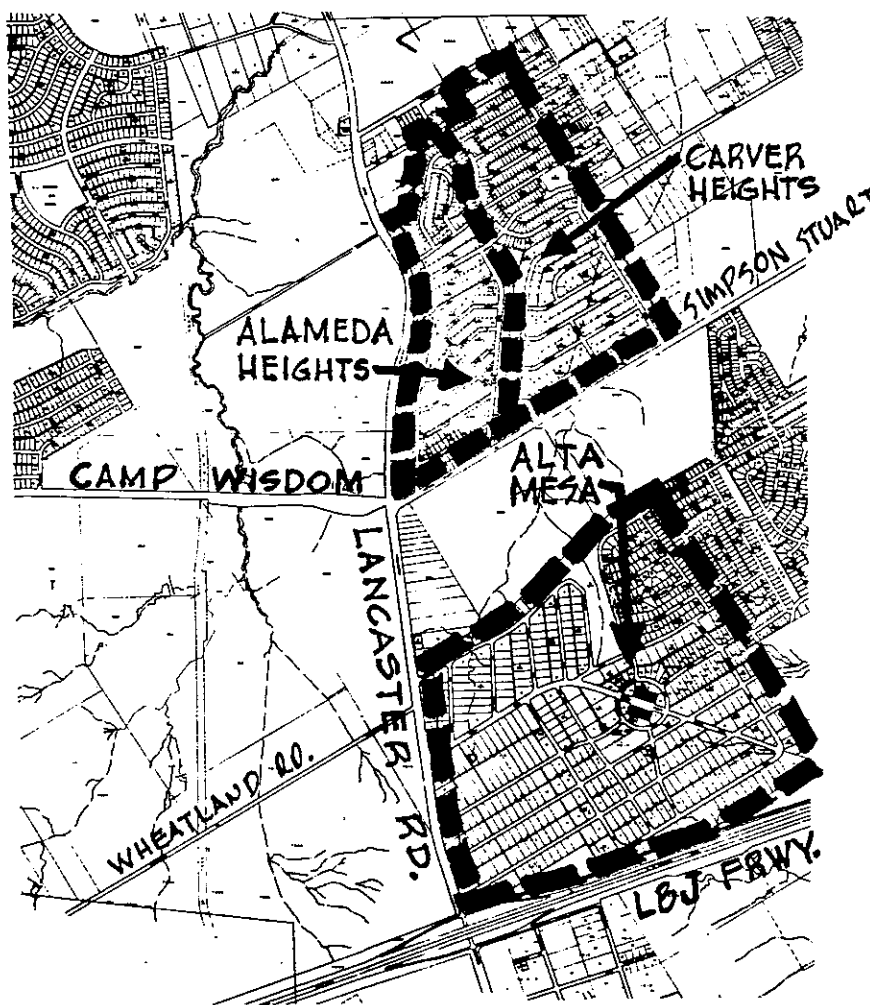 CARVER
HEIGHTS
SIMPSON STUART
ALAMEDA
HEIGHTS
CAMP WISDOM
ALTA
MESA
LANCASTER RD.
WHEATLAND RD.
LBJ FRWY.